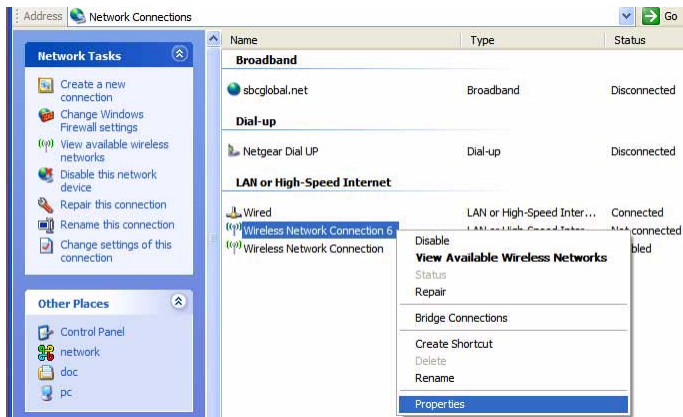 Address Network Connections Go
Network Tasks
Create a new
connection
Change Windows
Firewall settings
View available wireless
networks
Disable this network
device
Repair this connection
Rename this connection
Change settings of this
connection
Other Places
Control Panel
network
doc
pc
Name Type Status
Broadband
sbcglobal.net Broadband Disconnected
Dial-up
Netgear Dial UP Dial-up Disconnected
LAN or High-Speed Internet
Wired LAN or High-Speed Inter... Connected
Wireless Network Connection 6 connected
Wireless Network Connection
Disable
View Available Wireless Networks
Status
Repair
Bridge Connections
Create Shortcut
Delete
Rename
Properties